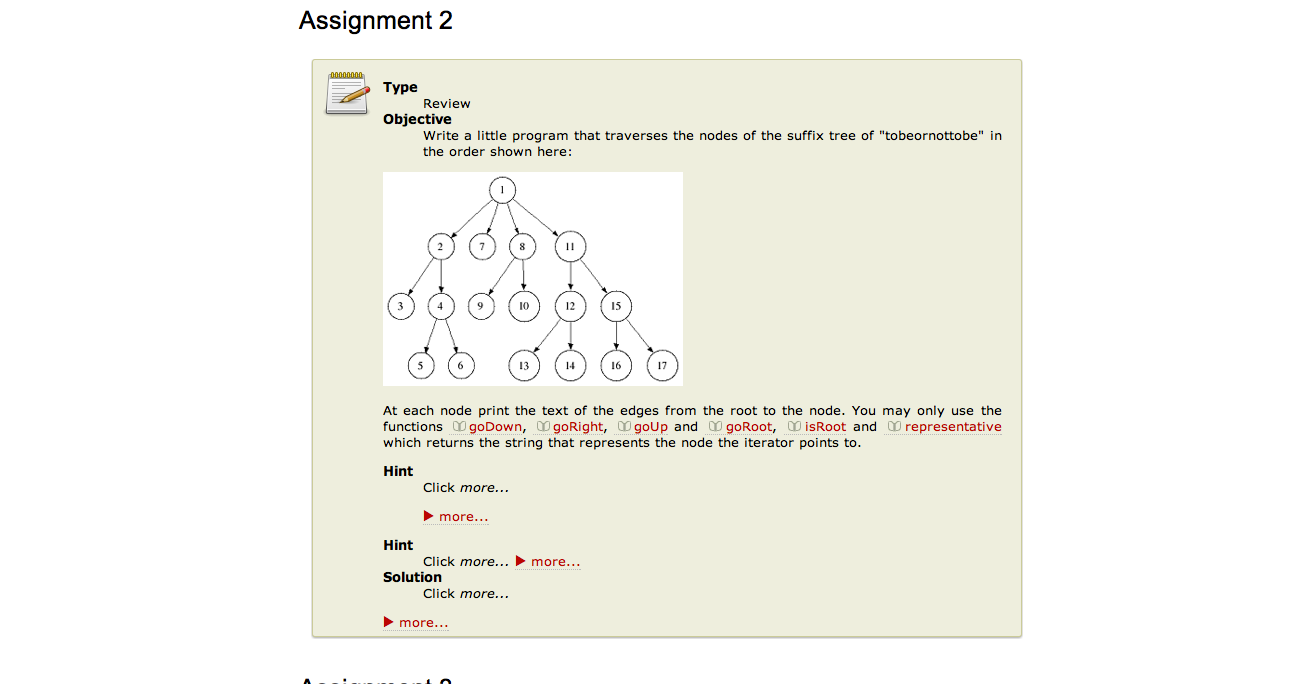 Assignment 2
Type
Review
Objective
Write a little program that traverses the nodes of the suffix tree of "tobeornottobe" in
the order shown here:
1
2 7 8 11
3 4 9 10 12 15
5 6 13 14 16 17
At each node print the text of the edges from the root to the node. You may only use the
functions goDown, goRight, goUp and goRoot, isRoot and representative
which returns the string that represents the node the iterator points to.
Hint
Click more...
▶ more...
Hint
Click more... ▶ more...
Solution
Click more...
▶ more...